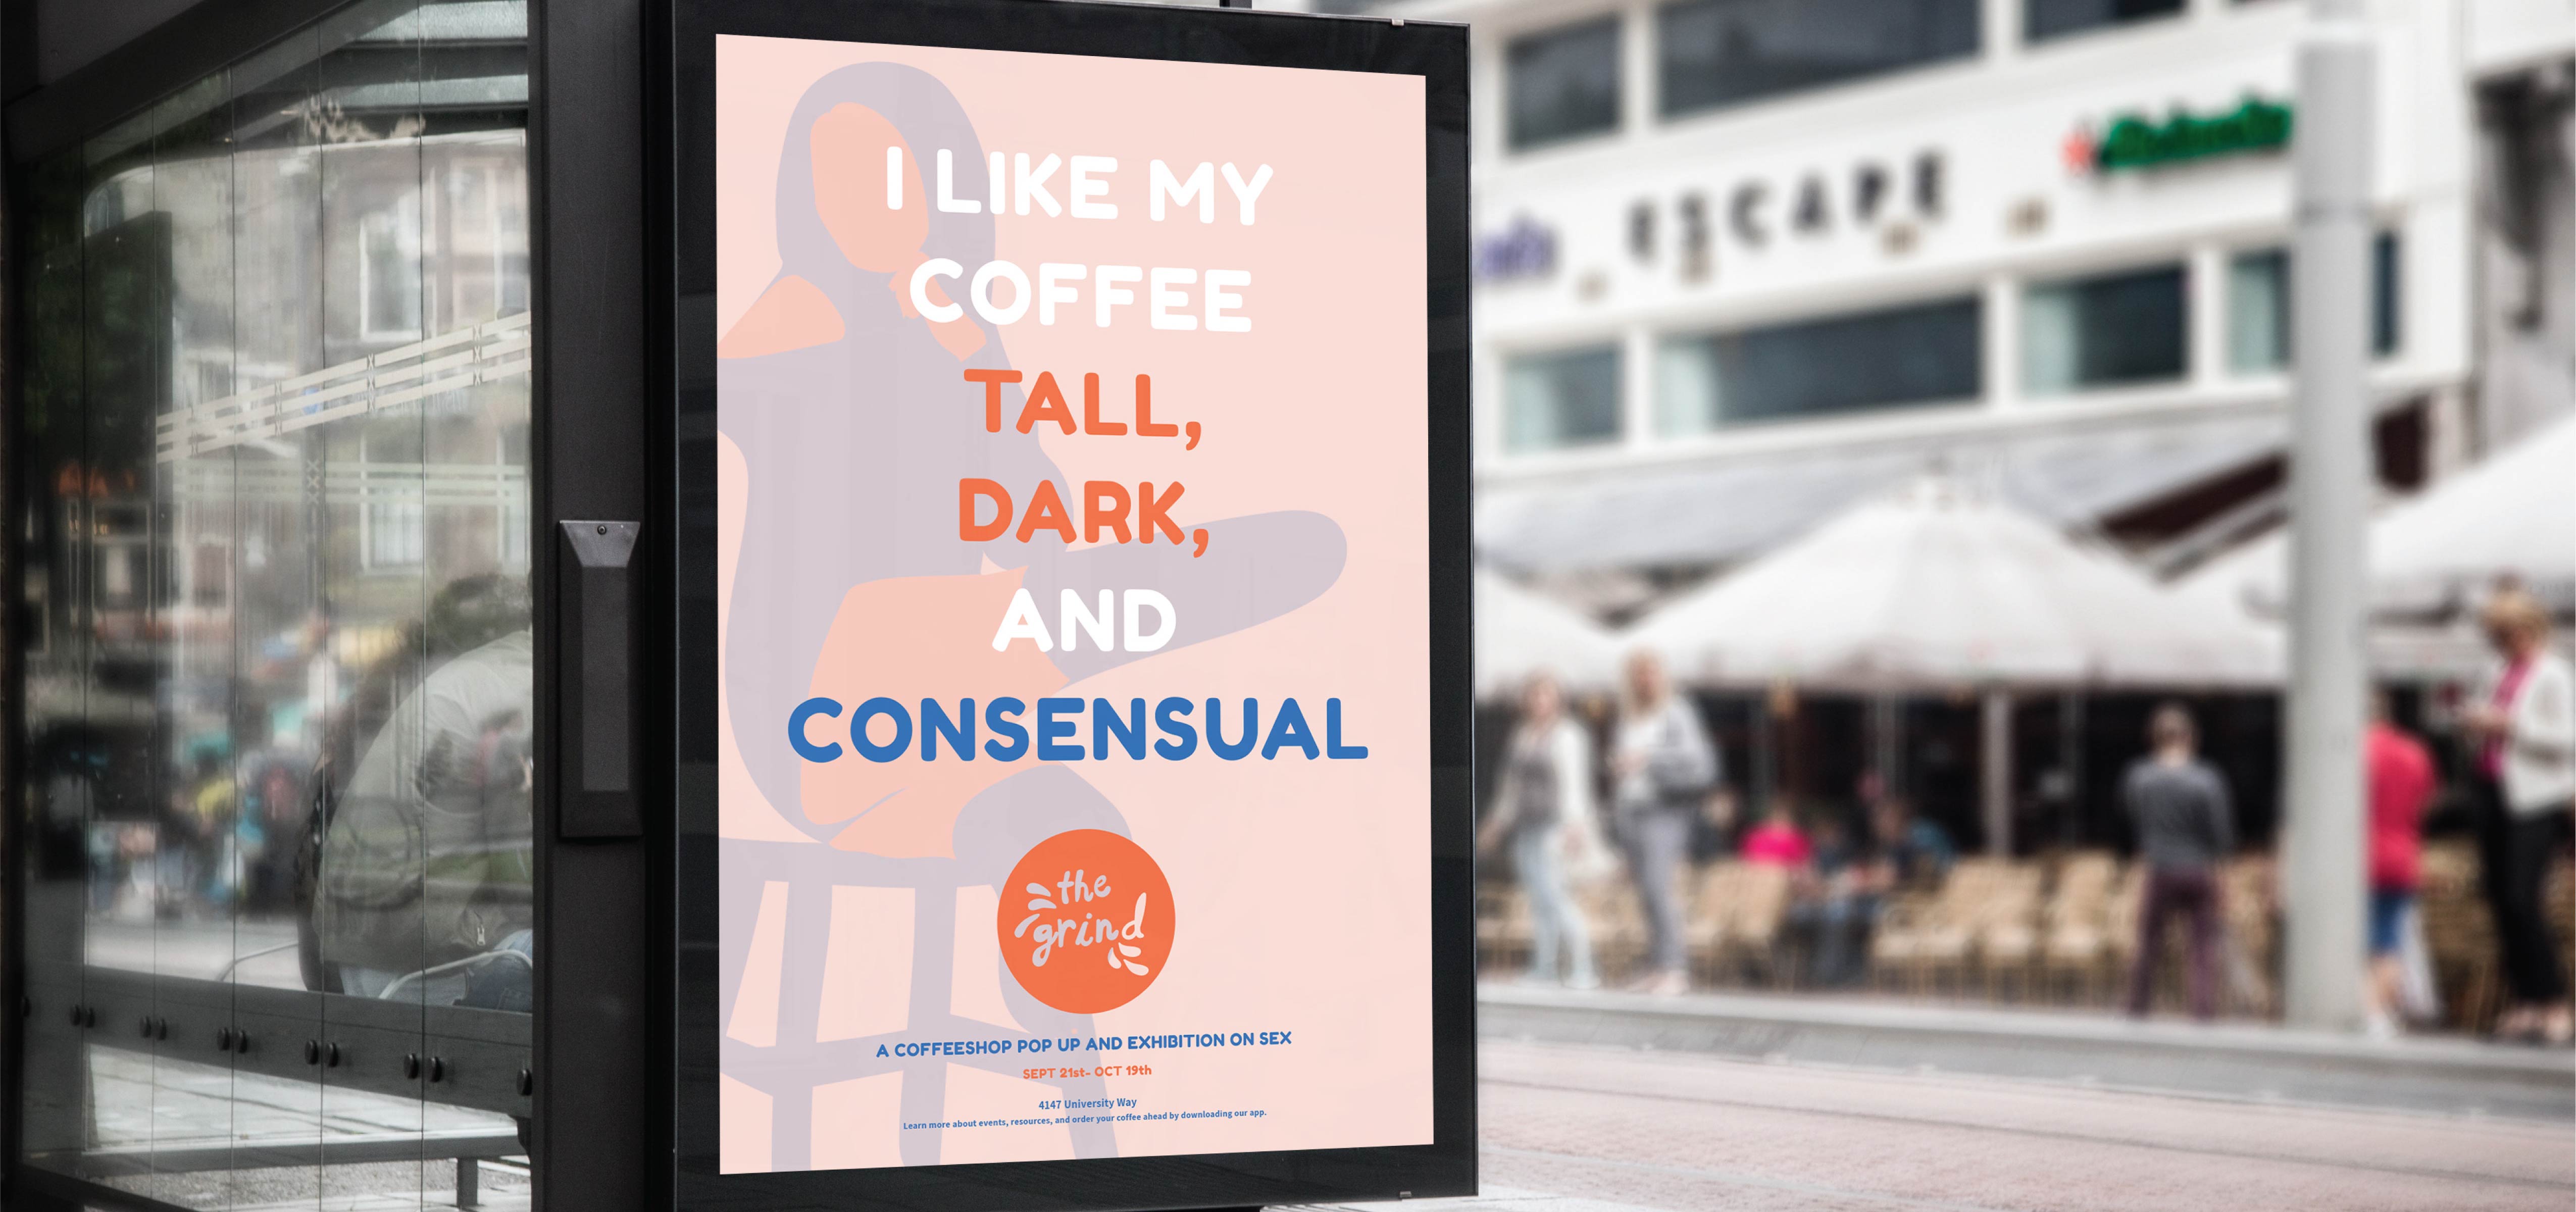 I LIKE MY
COFFEE
TALL,
DARK,
AND
CONSENSUAL
the
grind
A COFFEESHOP POP UP AND EXHIBITION ON SEX
SEPT 21st- OCT 19th
4147 University Way
Learn more about events, resources, and order your coffee ahead by downloading our app.
ESCAPE
Heineken